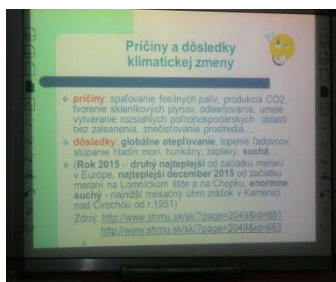 Príčiny a dôsledky
klimatickej zmeny
príčiny: spaľovanie fosílnych palív, produkcia CO2,
tvorenie skleníkových plynov, odlesňovanie, umelé
vytváranie rozsiahlych poľnohospodárskych oblastí
bez zalesnenia, znečisťovanie prostredia...
dôsledky: globálne otepľovanie, topenie ľadovcov,
stúpanie hladín morí, hurikány, záplavy, suchá...
(Rok 2015 – druhý najteplejší od začiatku meraní
v Európe, najteplejší december 2015 od začiatku
meraní na Lomnickom štíte a na Chopku, enormne
suchý - najnižší mesačný úhrn zrážok v Kamenici
nad Cirochou od r.1951)
Zdroj: http://www.shmu.sk/sk/?page=2049&id=681
http://www.shmu.sk/sk/?page=2049&id=683